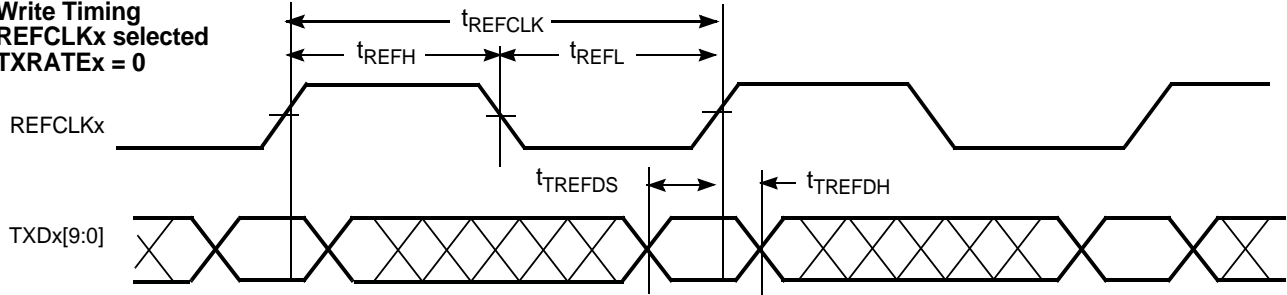 Write Timing
REFCLKx selected
TXRATEx = 0
tREFCLK
tREFH
tREFL
REFCLKx
tTREFDS
tTREFDH
TXDx[9:0]